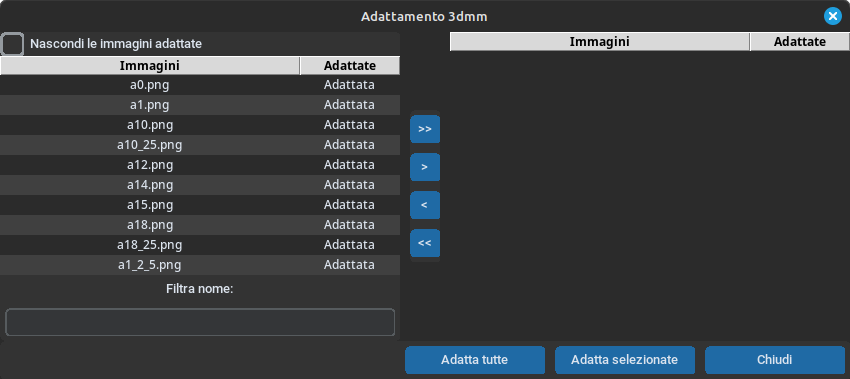 Adattamento 3dmm
Nascondi le immagini adattate
Immagini Adattate
a0.png Adattata
a1.png Adattata
a10.png Adattata
a10_25.png Adattata
a12.png Adattata
a14.png Adattata
a15.png Adattata
a18.png Adattata
a18_25.png Adattata
a1_2_5.png Adattata
Filtra nome:
>>
>
<
<<
Immagini Adattate
Adatta tutte Adatta selezionate Chiudi